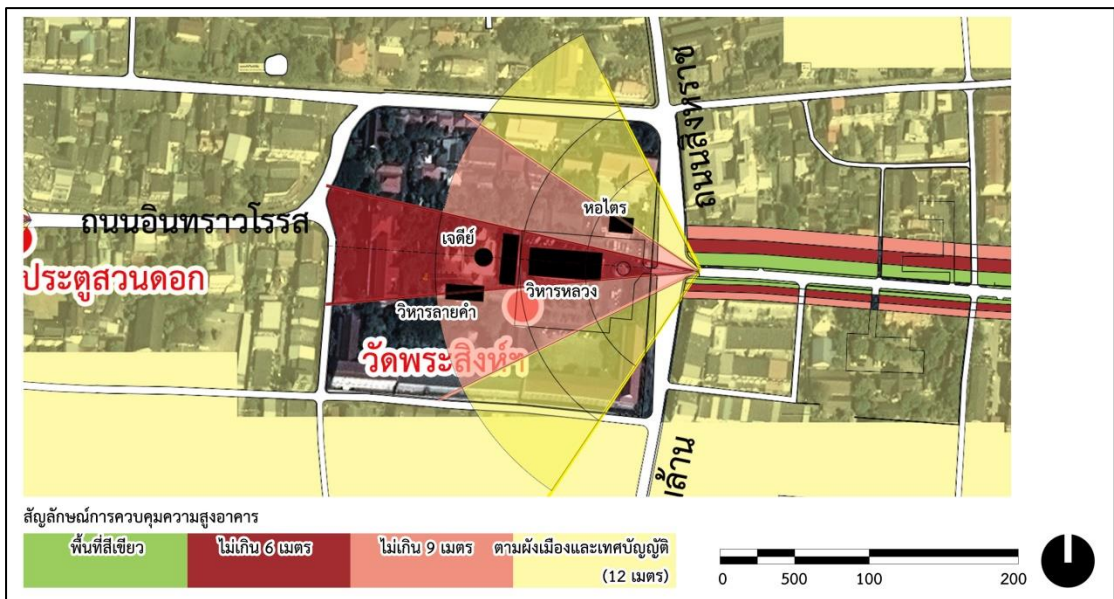 ถนนสิงหราช
หอไตร
ถนนอินทราวโรรส
เจดีย์
ประตูสวนดอก
วิหารหลวง
วิหารลายคำ
วัดพระสิงห์ฯ
ล้าน
สัญลักษณ์การควบคุมความสูงอาคาร
พื้นที่สีเขียว
ไม่เกิน 6 เมตร
ไม่เกิน 9 เมตร
ตามผังเมืองและเทศบัญญัติ
(12 เมตร)
0 500 100 200